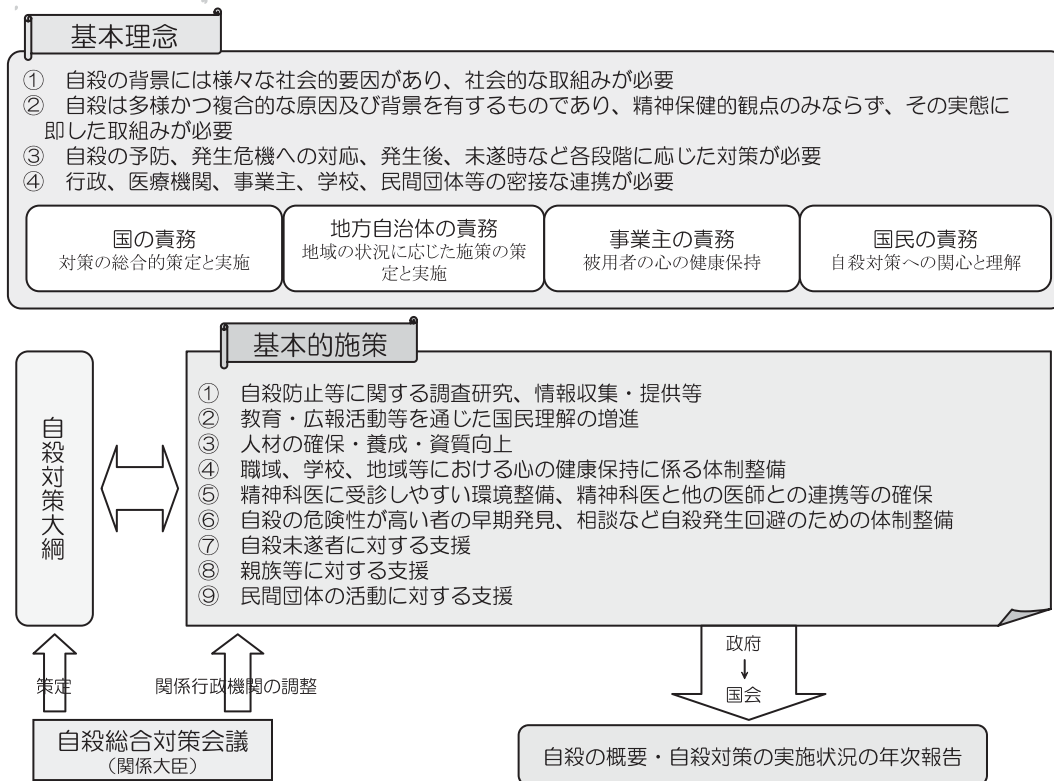 基本理念
① 自殺の背景には様々な社会的要因があり、社会的な取組みが必要
② 自殺は多様かつ複合的な原因及び背景を有するものであり、精神保健的観点のみならず、その実態に
即した取組みが必要
③ 自殺の予防、発生危機への対応、発生後、未遂時など各段階に応じた対策が必要
④ 行政、医療機関、事業主、学校、民間団体等の密接な連携が必要
国の責務
対策の総合的策定と実施
地方自治体の責務
地域の状況に応じた施策の策
定と実施
事業主の責務
被用者の心の健康保持
国民の責務
自殺対策への関心と理解
自殺対策大綱
基本的施策
① 自殺防止等に関する調査研究、情報収集・提供等
② 教育・広報活動等を通じた国民理解の増進
③ 人材の確保・養成・資質向上
④ 職域、学校、地域等における心の健康保持に係る体制整備
⑤ 精神科医に受診しやすい環境整備、精神科医と他の医師との連携等の確保
⑥ 自殺の危険性が高い者の早期発見、相談など自殺発生回避のための体制整備
⑦ 自殺未遂者に対する支援
⑧ 親族等に対する支援
⑨ 民間団体の活動に対する支援
策定
関係行政機関の調整
政府
↓
国会
自殺総合対策会議
（関係大臣）
自殺の概要・自殺対策の実施状況の年次報告